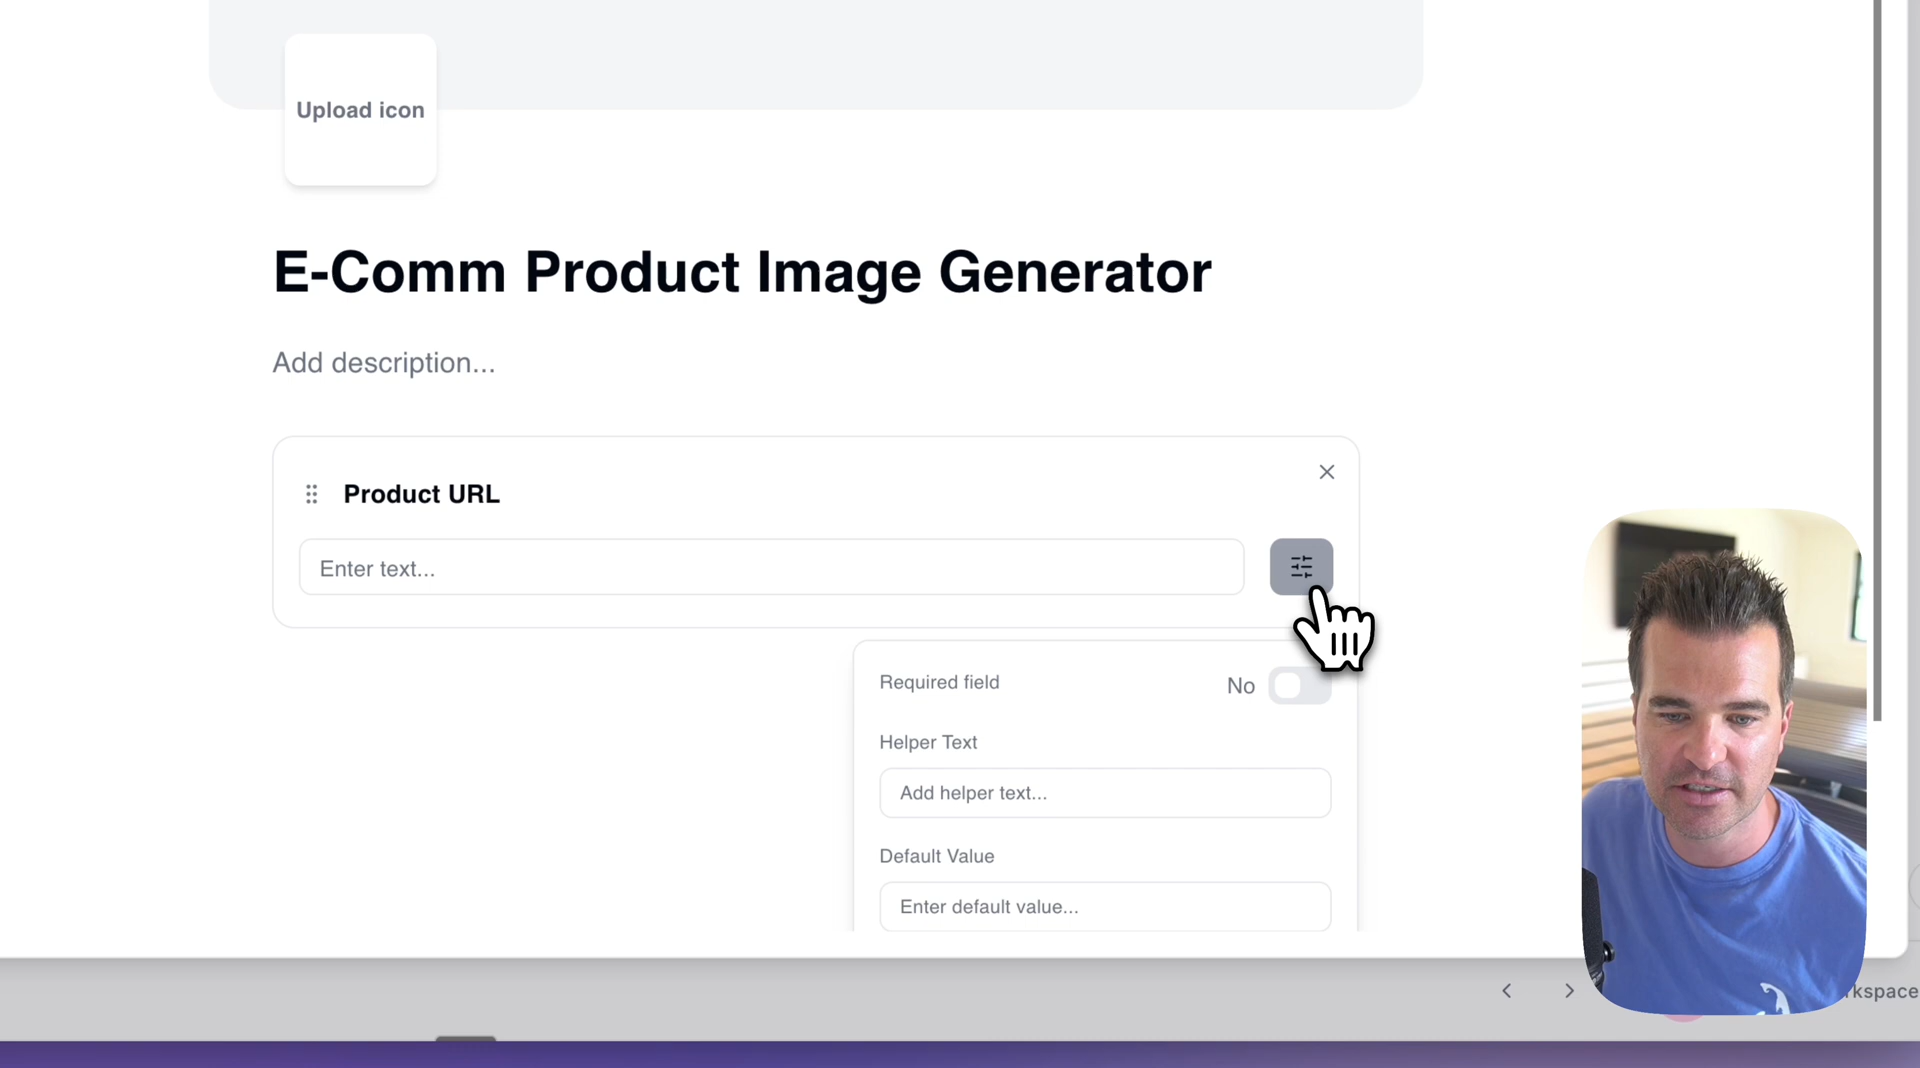 Upload icon
E-Comm Product Image Generator
Add description...
Product URL
Enter text...
Required field
No
Helper Text
Add helper text...
Default Value
Enter default value...
kspace